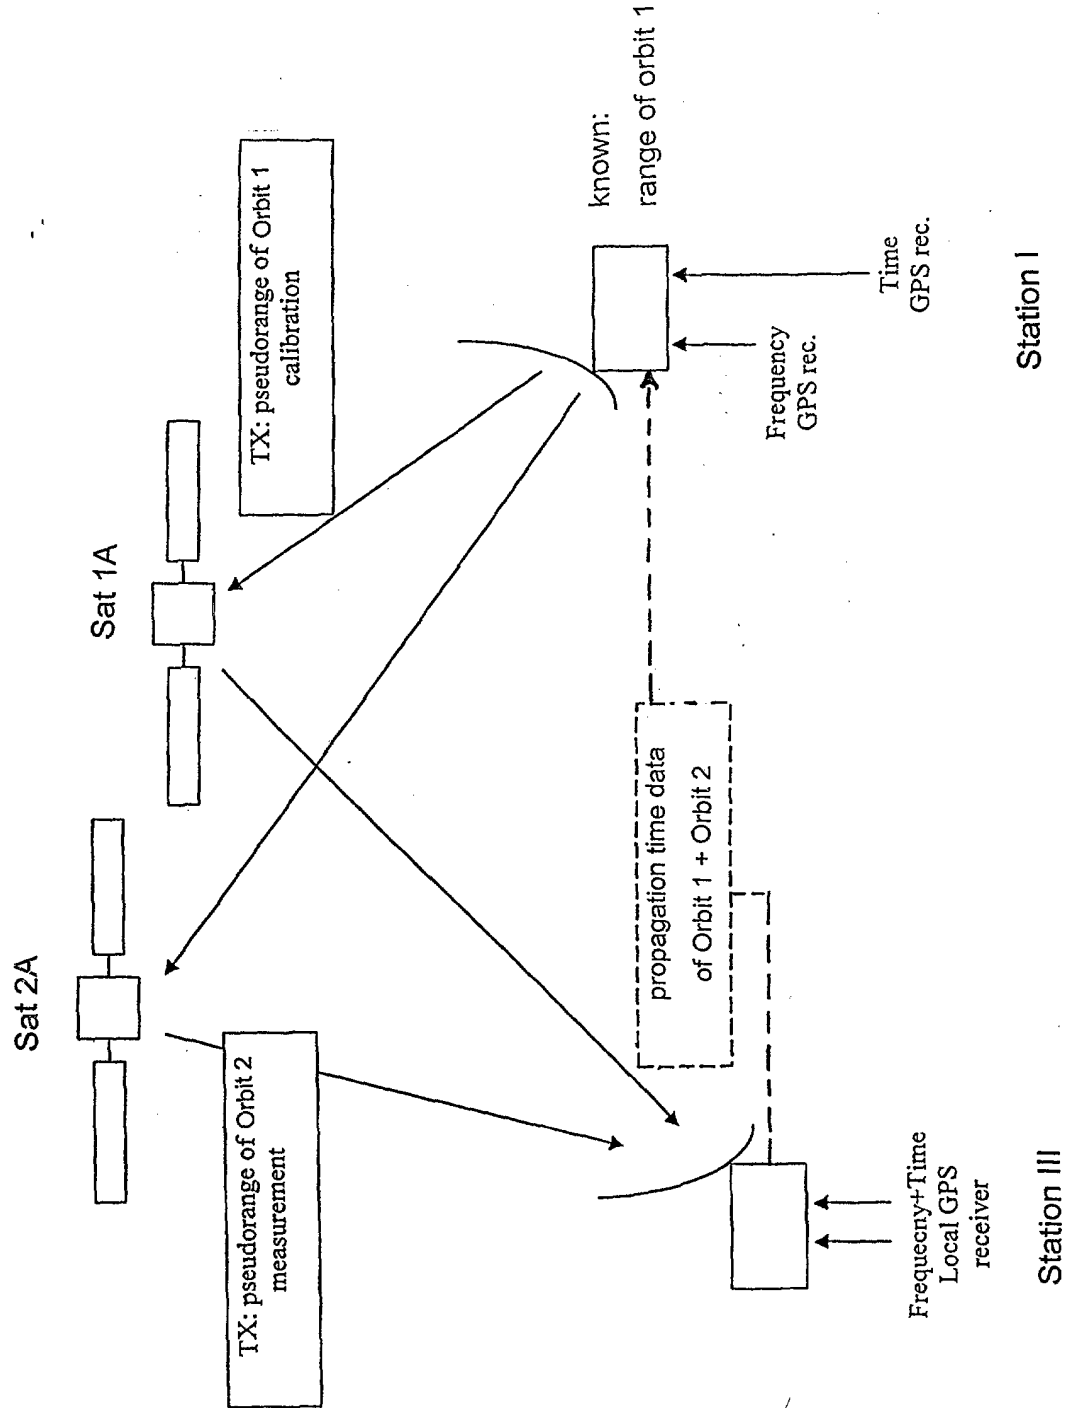 Sat 2A
Sat 1A
TX: pseudorange of Orbit 2
measurement
TX: pseudorange of Orbit 1
calibration
propagation time data
of Orbit 1 + Orbit 2
known:
range of orbit 1
Frequecny+Time
Local GPS
receiver
Frequency
GPS rec.
Time
GPS rec.
Station III
Station I